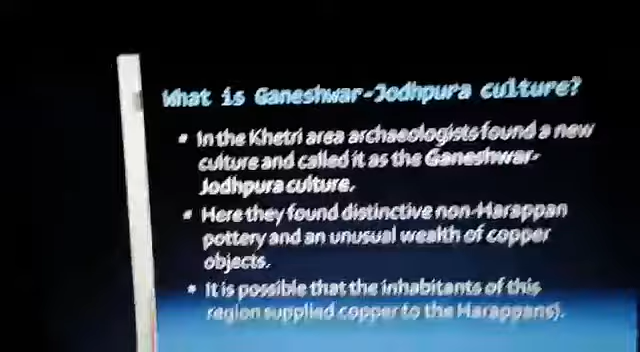 What is Ganeshwar-Jodhpura culture?
• In the Khetri area archaeologists found a new
culture and called it as the Ganeshwar-
Jodhpura culture.
• Here they found distinctive non-Harappan
pottery and an unusual wealth of copper
objects.
• It is possible that the inhabitants of this
region supplied copper to the Harappans).